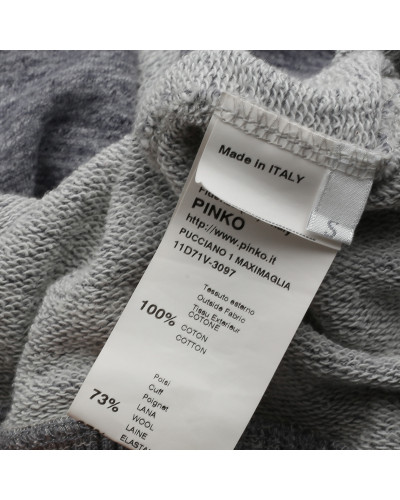 Made in ITALY
S
PINKO
http://www.pinko.it
PUCCIANO 1 MAXIMAGLIA
11D71V-3097
Tessuto esterno
Outside Fabric
Tissu Exterieur
100% COTONE
COTON
COTTON
Polsi
Cuff
Poignet
73% LANA
WOOL
LAINE